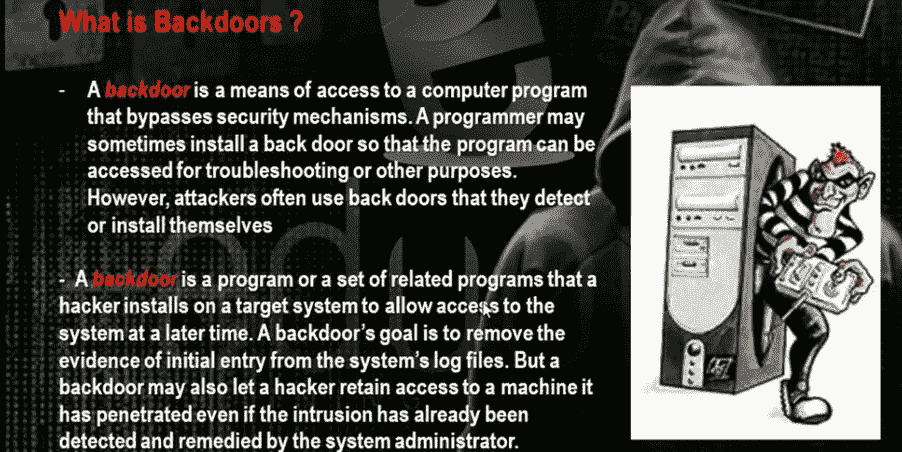 What is Backdoors ?
- A backdoor is a means of access to a computer program
that bypasses security mechanisms. A programmer may
sometimes install a back door so that the program can be
accessed for troubleshooting or other purposes.
However, attackers often use back doors that they detect
or install themselves
- A backdoor is a program or a set of related programs that a
hacker installs on a target system to allow access to the
system at a later time. A backdoor's goal is to remove the
evidence of initial entry from the system's log files. But a
backdoor may also let a hacker retain access to a machine it
has penetrated even if the intrusion has already been
detected and remedied by the system administrator.